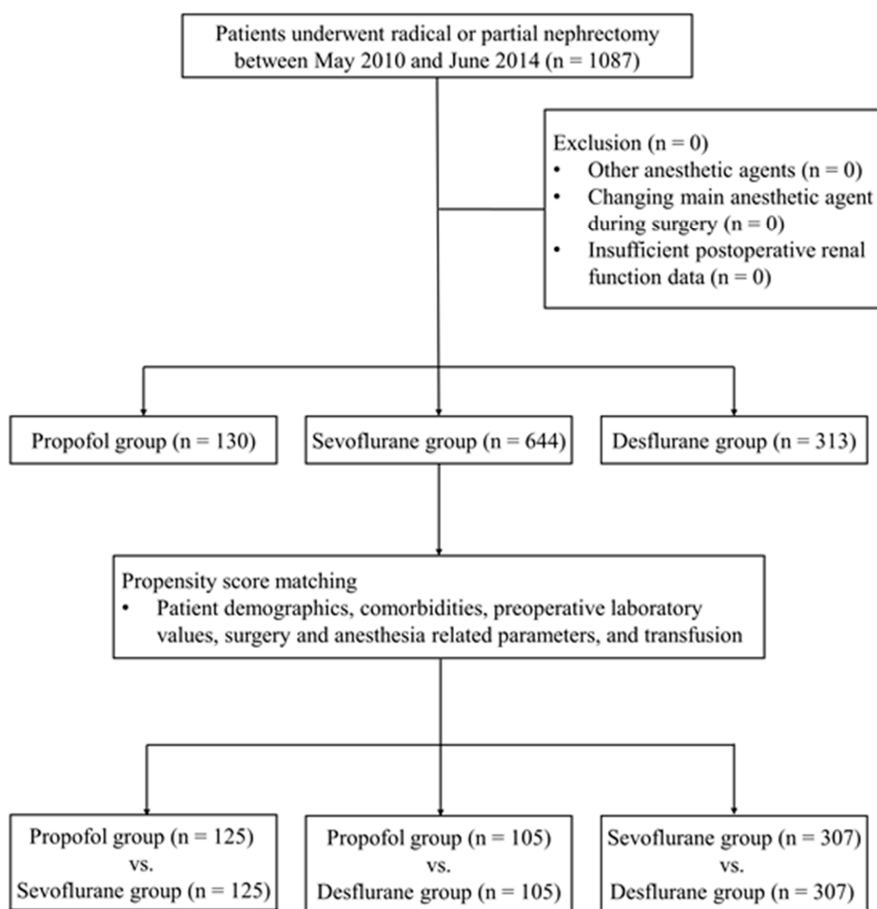 Patients underwent radical or partial nephrectomy
between May 2010 and June 2014 (n = 1087)
Exclusion (n = 0)
• Other anesthetic agents (n = 0)
• Changing main anesthetic agent
during surgery (n = 0)
• Insufficient postoperative renal
function data (n = 0)
Propofol group (n = 130)
Sevoflurane group (n = 644)
Desflurane group (n = 313)
Propensity score matching
• Patient demographics, comorbidities, preoperative laboratory
values, surgery and anesthesia related parameters, and transfusion
Propofol group (n = 125)
vs.
Sevoflurane group (n = 125)
Propofol group (n = 105)
vs.
Desflurane group (n = 105)
Sevoflurane group (n = 307)
vs.
Desflurane group (n = 307)